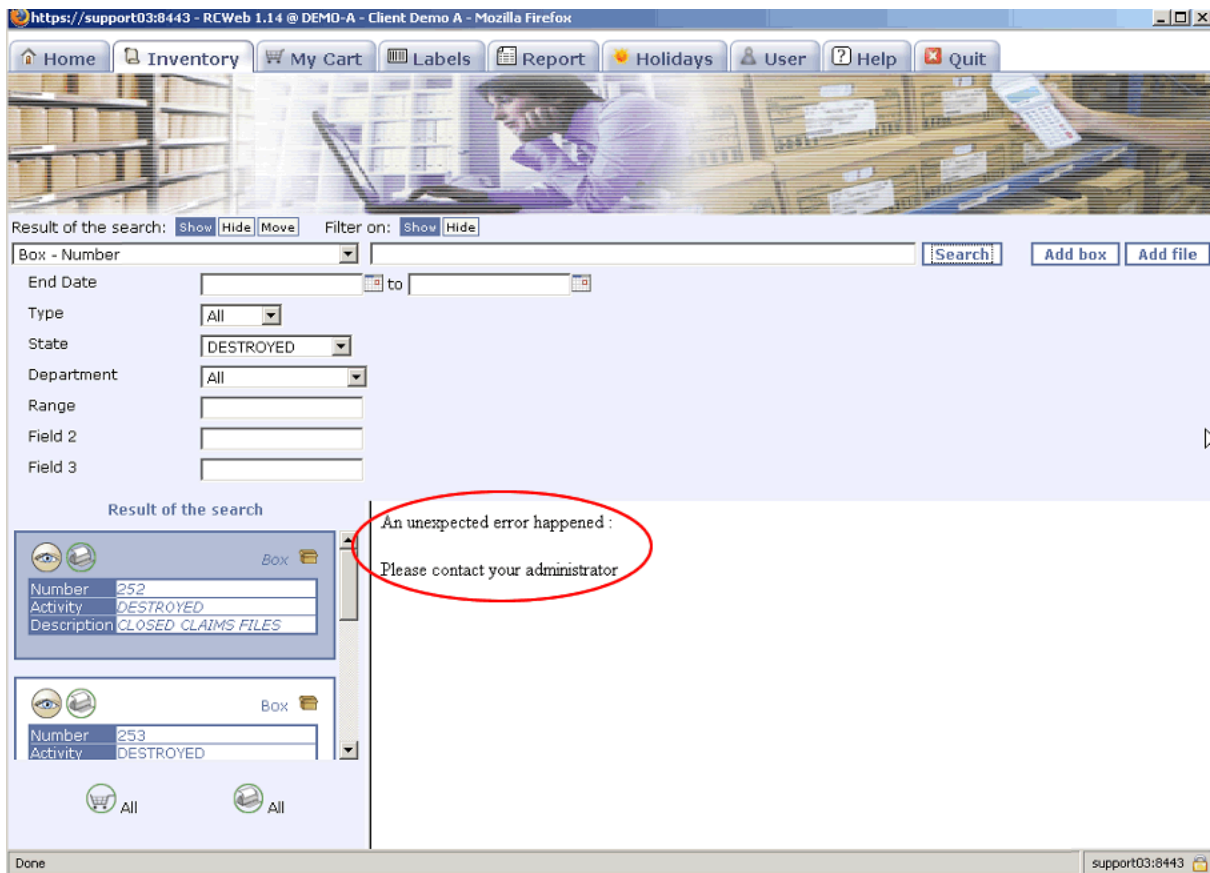 https://support03:8443 - RCWeb 1.14 @ DEMO-A - Client Demo A - Mozilla Firefox
Home Inventory My Cart Labels Report Holidays User Help Quit
Result of the search: Show Hide Move Filter on: Show Hide
Box - Number Search Add box Add file
End Date to
Type All
State DESTROYED
Department All
Range
Field 2
Field 3
Result of the search
An unexpected error happened :
Please contact your administrator
Box
Number 252
Activity DESTROYED
Description CLOSED CLAIMS FILES
Box
Number 253
Activity DESTROYED
All All
Done support03:8443